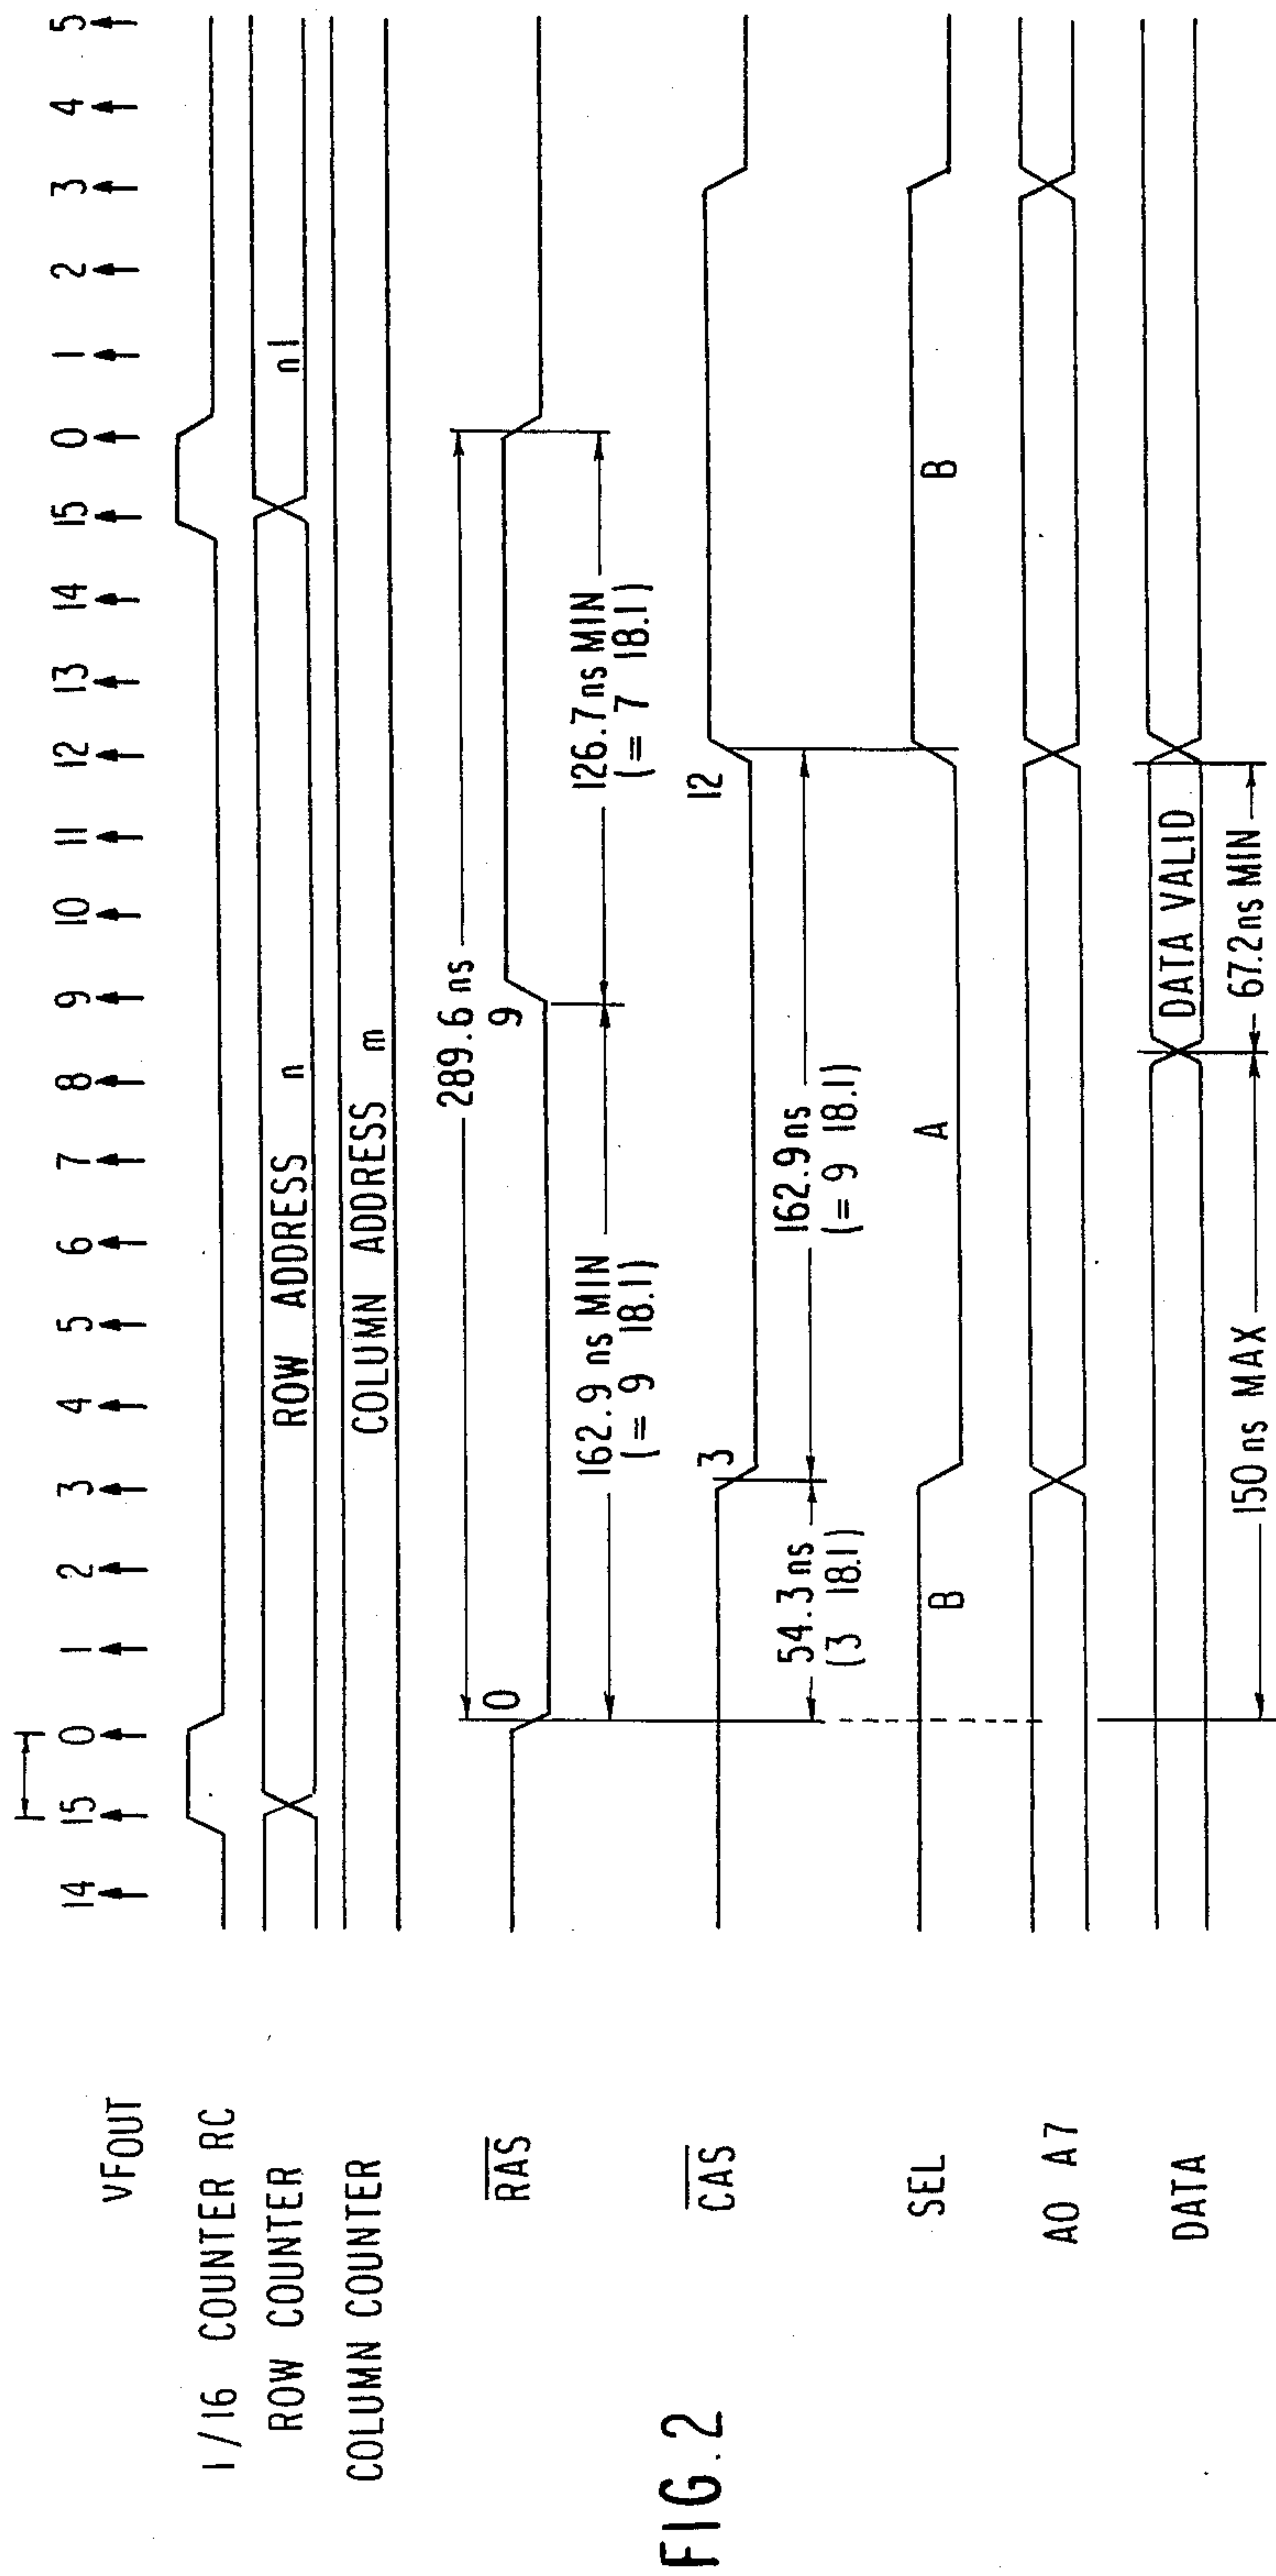 VFOUT
14 15 0 1 2 3 4 5 6 7 8 9 10 11 12 13 14 15 0 1 2 3 4 5
1/16 COUNTER RC
ROW COUNTER
ROW ADDRESS n
n1
COLUMN COUNTER
COLUMN ADDRESS m
289.6 ns
RAS
0
9
162.9 ns MIN
(= 9 18.1)
126.7 ns MIN
(= 7 18.1)
CAS
3
12
54.3 ns
(3 18.1)
162.9 ns
(= 9 18.1)
SEL
B
A
B
A0 A7
DATA
DATA VALID
150 ns MAX
67.2 ns MIN
FIG. 2